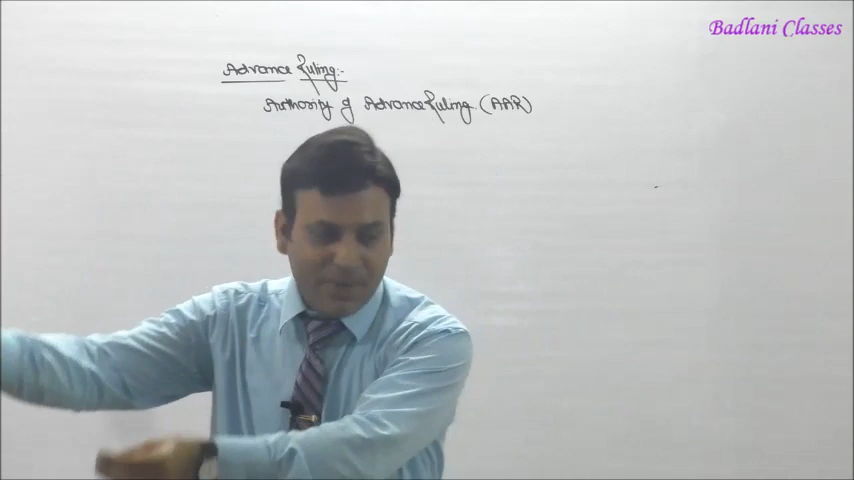 Badlani Classes
Advance Ruling:-
Authority of Advance Ruling. (AAR)